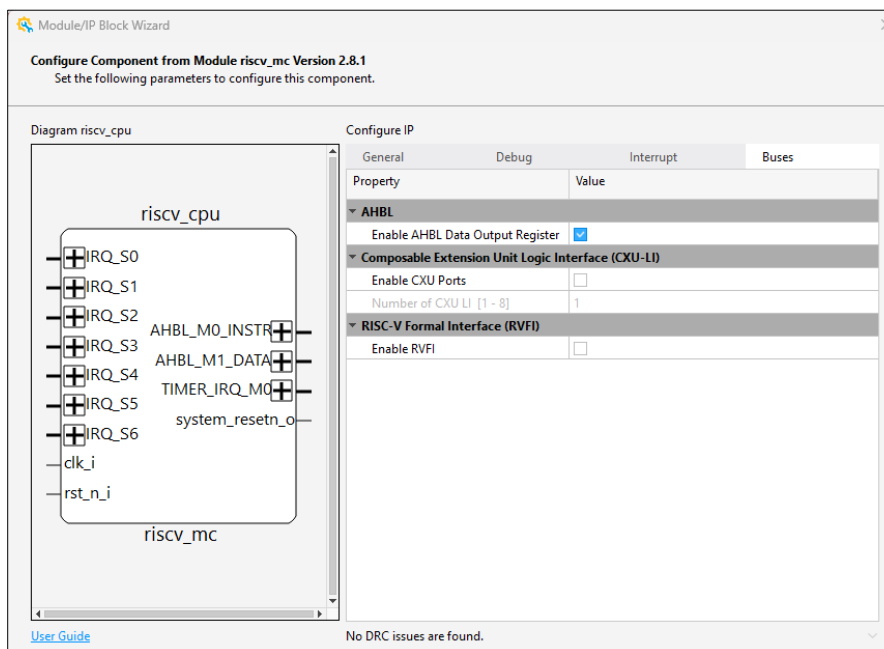 Module/IP Block Wizard
Configure Component from Module riscv_mc Version 2.8.1
Set the following parameters to configure this component.
Diagram riscv_cpu
Configure IP
General Debug Interrupt Buses
Property Value
AHBL
Enable AHBL Data Output Register
Composable Extension Unit Logic Interface (CXU-LI)
Enable CXU Ports
Number of CXU LI [1 - 8] 1
RISC-V Formal Interface (RVFI)
Enable RVFI
riscv_cpu
IRQ_S0
IRQ_S1
IRQ_S2
IRQ_S3
IRQ_S4
IRQ_S5
IRQ_S6
clk_i
rst_n_i
AHBL_M0_INSTR
AHBL_M1_DATA
TIMER_IRQ_M0
system_resetn_o
riscv_mc
User Guide
No DRC issues are found.